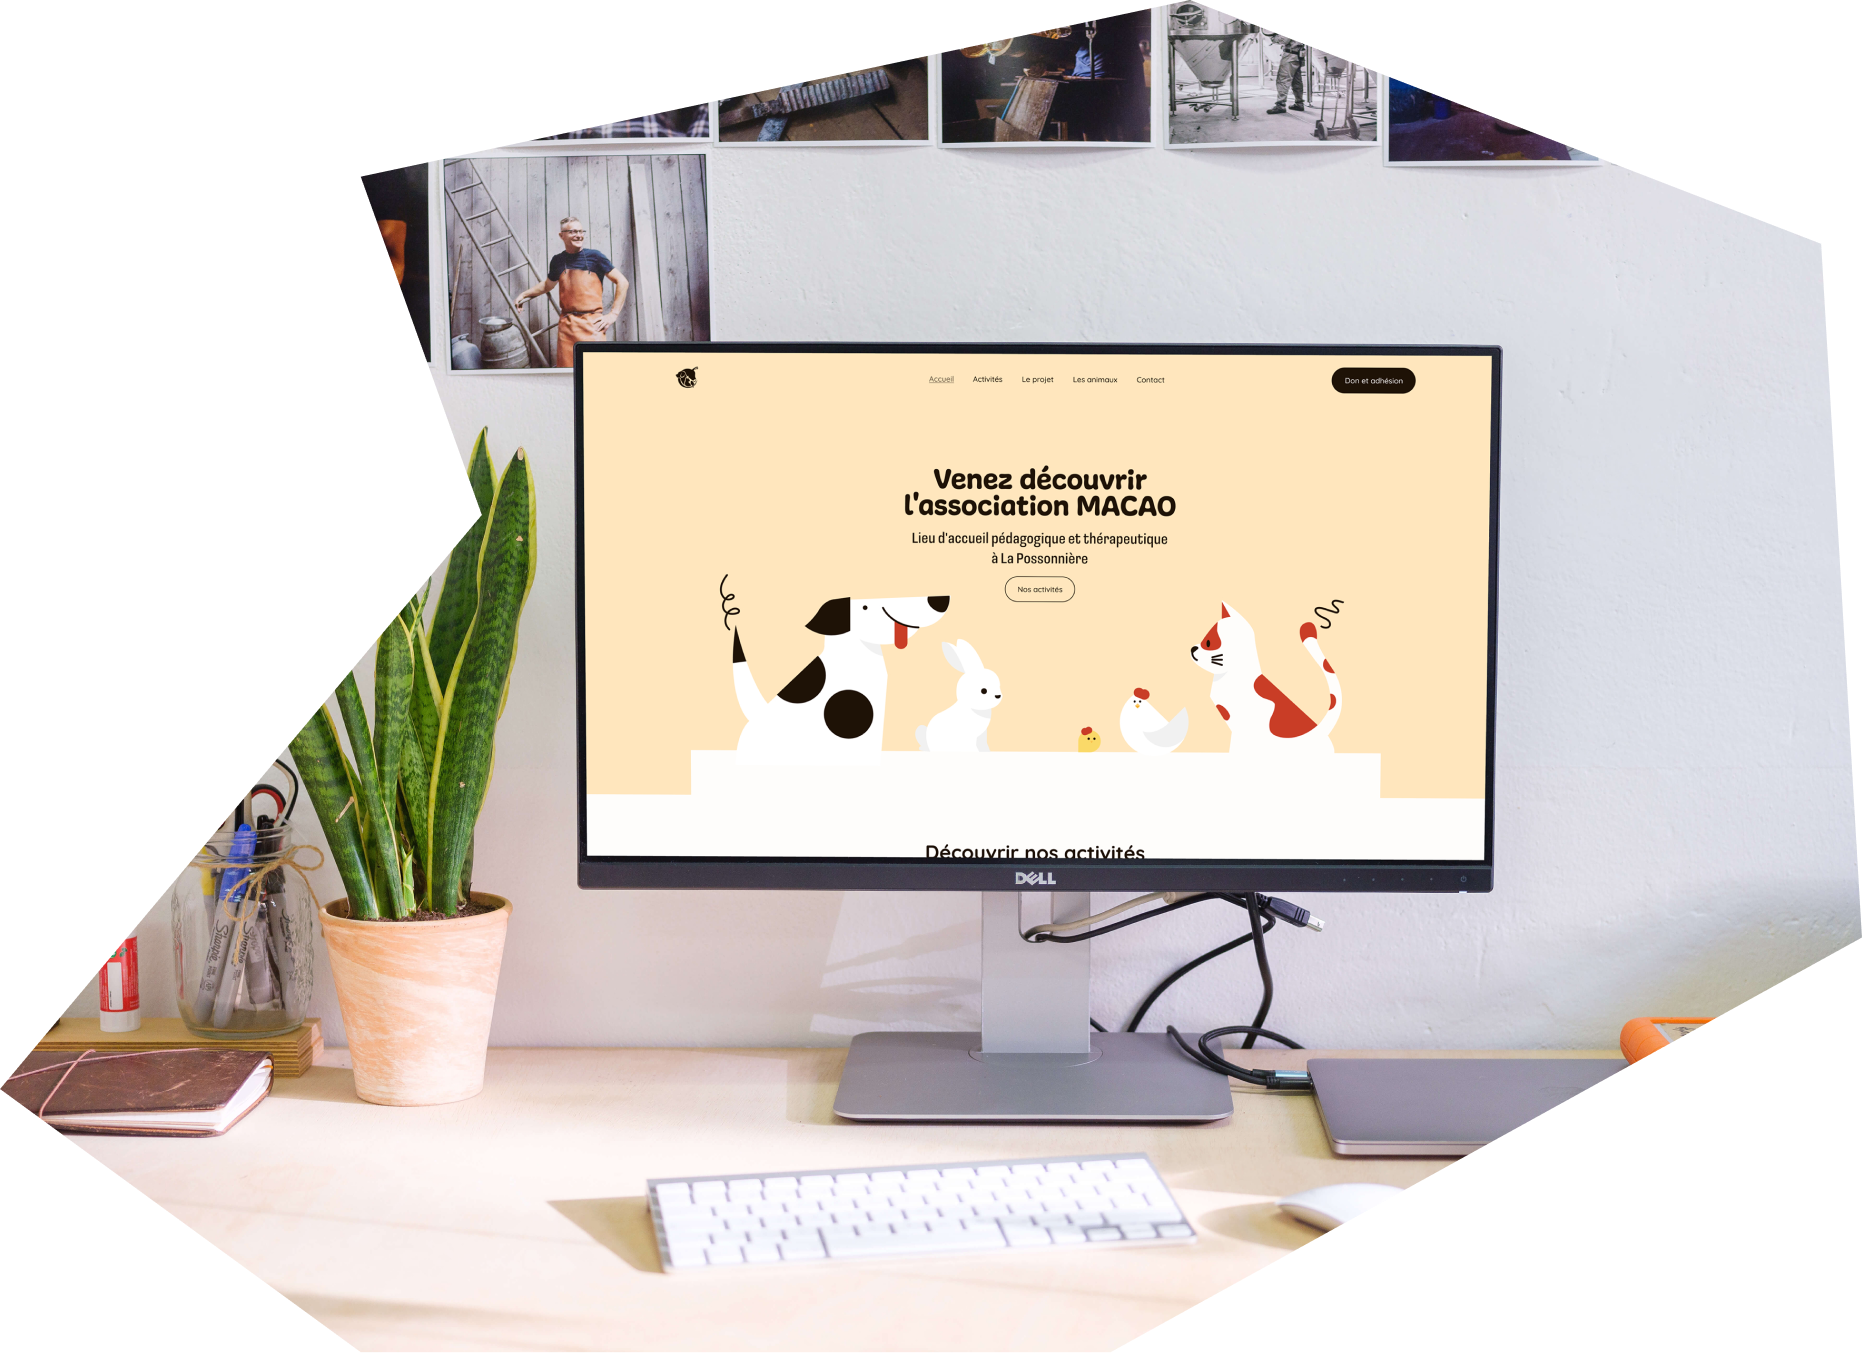 Accueil Activités Le projet Les animaux Contact Don et adhésion
Venez découvrir
l'association MACAO
Lieu d'accueil pédagogique et thérapeutique
à La Possonnière
Nos activités
Découvrir nos activités
DELL
Sharpie
Sharpie